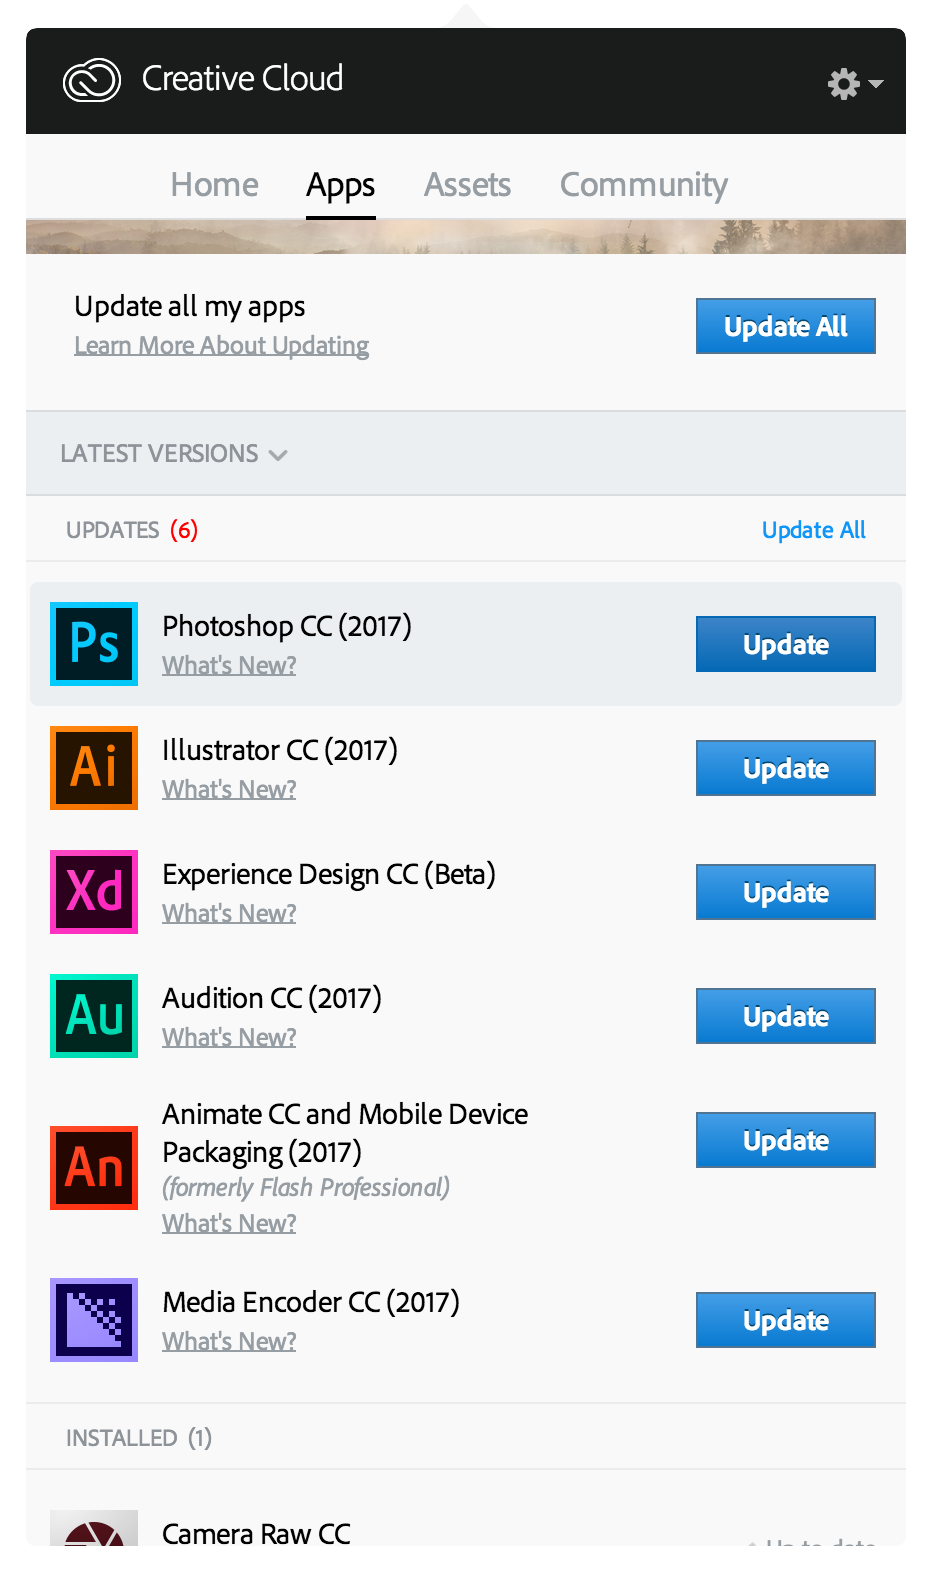 Creative Cloud
Home Apps Assets Community
Update all my apps
Update All
Learn More About Updating
LATEST VERSIONS
UPDATES (6)
Update All
Ps
Photoshop CC (2017)
What's New?
Update
Ai
Illustrator CC (2017)
What's New?
Update
Xd
Experience Design CC (Beta)
What's New?
Update
Au
Audition CC (2017)
What's New?
Update
An
Animate CC and Mobile Device
Packaging (2017)
(formerly Flash Professional)
What's New?
Update
Media Encoder CC (2017)
What's New?
Update
INSTALLED (1)
Camera Raw CC
Up to date